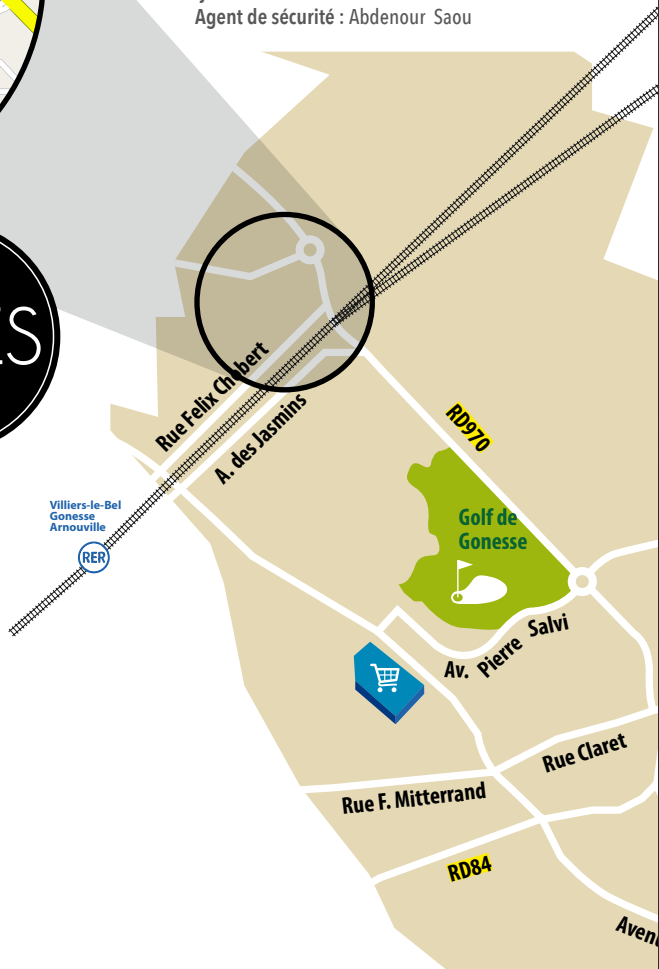 Agent de sécurité : Abdenour Saou
ES
Rue Felix Chobert
A. des Jasmins
RD970
Villiers-le-Bel
Gonesse
Arnouville
RER
Golf de
Gonesse
Av. Pierre Salvi
Rue Claret
Rue F. Mitterrand
RD84